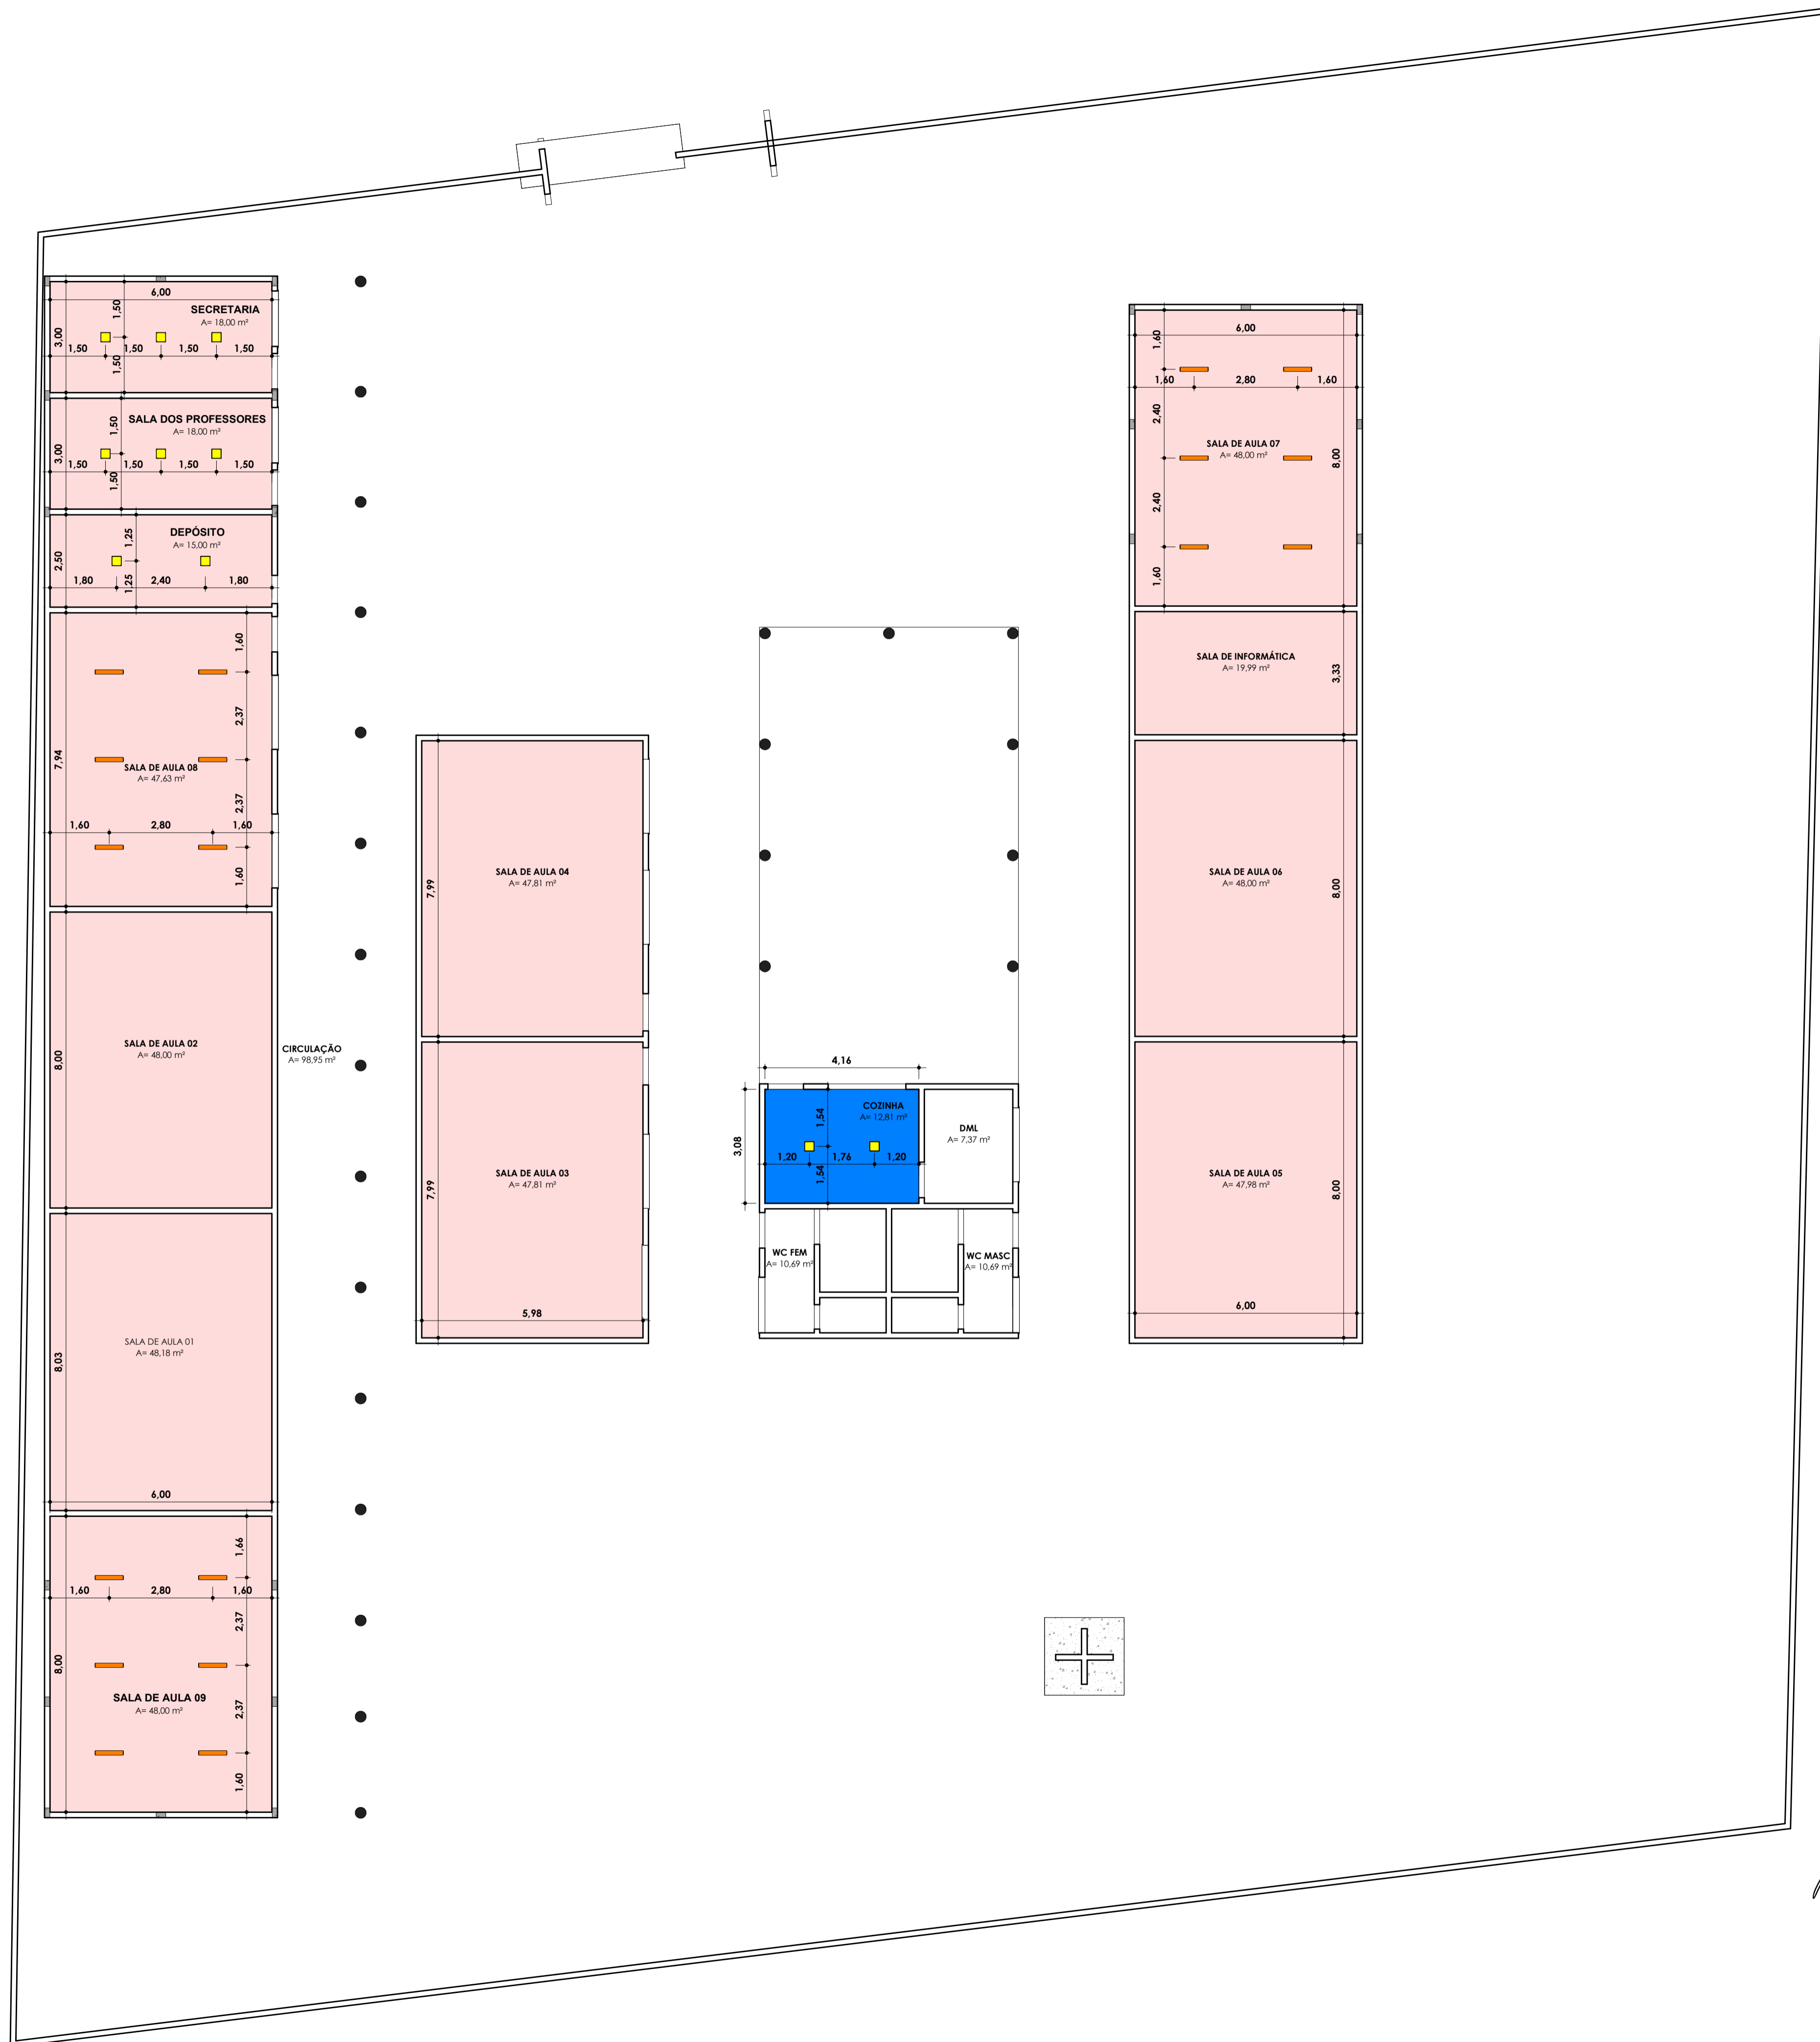 6,00
1,50
SECRETARIA
A= 18,00 m²
3,00
1,50
1,50
1,50
1,50
1,50
SALA DOS PROFESSORES
A= 18,00 m²
1,50
3,00
1,50
1,50
1,50
1,50
1,50
DEPÓSITO
A= 15,00 m²
1,25
2,50
1,80
1,25
2,40
1,80
1,60
2,37
7,94
SALA DE AULA 08
A= 47,63 m²
2,37
1,60
2,80
1,60
1,60
SALA DE AULA 02
A= 48,00 m²
8,00
CIRCULAÇÃO
A= 98,95 m²
SALA DE AULA 01
A= 48,18 m²
8,03
6,00
1,66
1,60
2,80
1,60
2,37
8,00
SALA DE AULA 09
A= 48,00 m²
2,37
1,60
SALA DE AULA 04
A= 47,81 m²
7,99
SALA DE AULA 03
A= 47,81 m²
7,99
5,98
4,16
COZINHA
A= 12,81 m²
1,54
3,08
1,20
1,76
1,20
1,54
DML
A= 7,37 m²
WC FEM
A= 10,69 m²
WC MASC
A= 10,69 m²
1,60
6,00
1,60
2,80
1,60
2,40
SALA DE AULA 07
A= 48,00 m²
8,00
2,40
1,60
SALA DE INFORMÁTICA
A= 19,99 m²
3,33
SALA DE AULA 06
A= 48,00 m²
8,00
SALA DE AULA 05
A= 47,98 m²
8,00
6,00